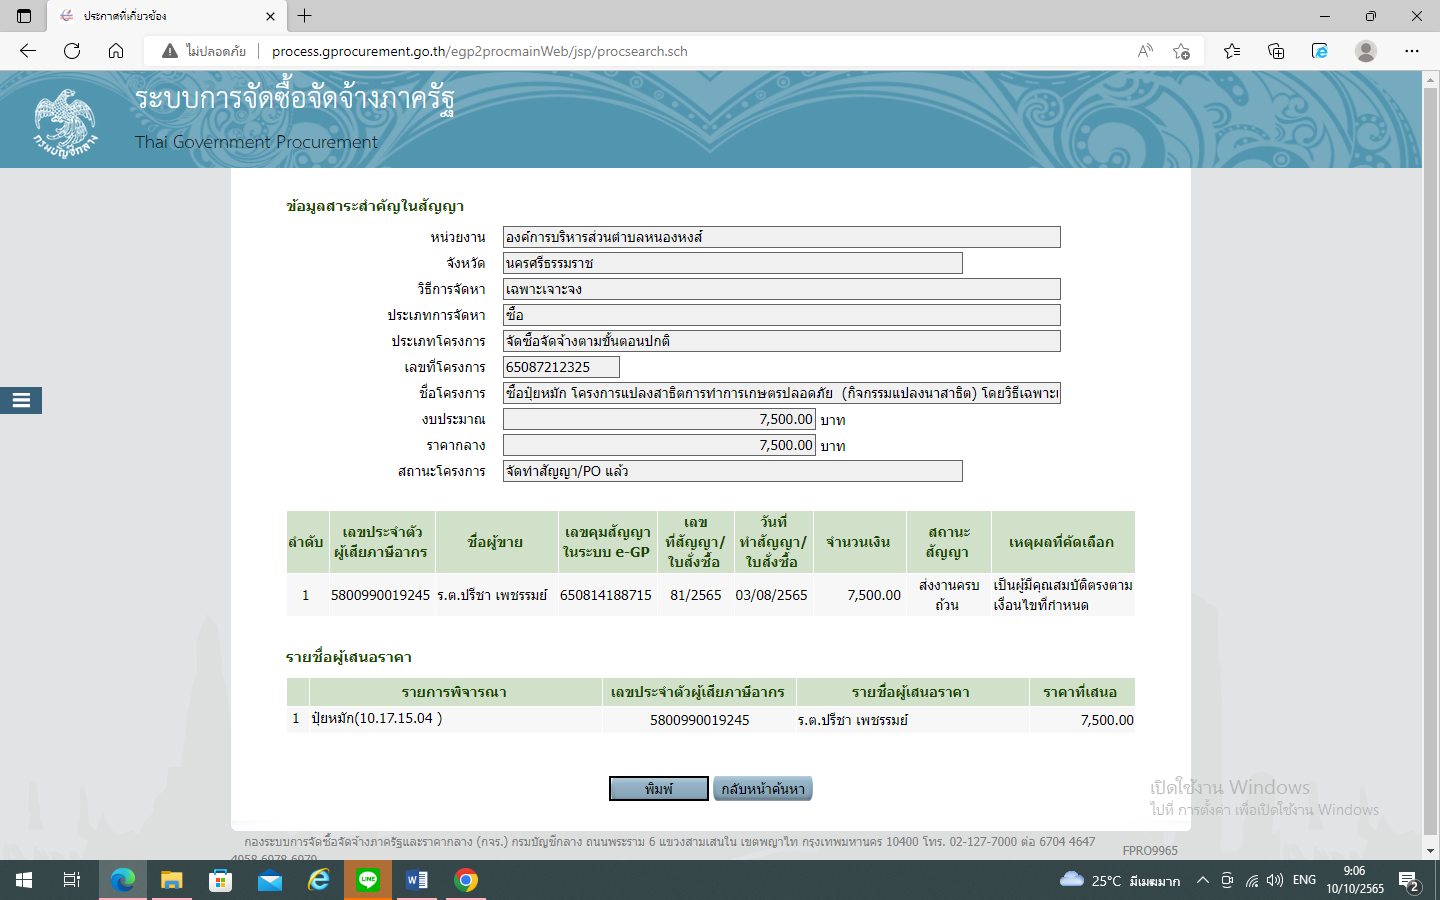 ประกาศที่เกี่ยวข้อง
ไม่ปลอดภัย
process.gprocurement.go.th/egp2procmainWeb/jsp/procsearch.sch
ระบบการจัดซื้อจัดจ้างภาครัฐ
Thai Government Procurement
กรมบัญชีกลาง
ข้อมูลสาระสำคัญในสัญญา
หน่วยงาน องค์การบริหารส่วนตำบลหนองหงส์
จังหวัด นครศรีธรรมราช
วิธีการจัดหา เฉพาะเจาะจง
ประเภทการจัดหา ซื้อ
ประเภทโครงการ จัดซื้อจัดจ้างตามขั้นตอนปกติ
เลขที่โครงการ 65087212325
ชื่อโครงการ ซื้อปุ๋ยหมัก โครงการแปลงสาธิตการทำการเกษตรปลอดภัย (กิจกรรมแปลงนาสาธิต) โดยวิธีเฉพาะเ
งบประมาณ 7,500.00 บาท
ราคากลาง 7,500.00 บาท
สถานะโครงการ จัดทำสัญญา/PO แล้ว
ลำดับ เลขประจำตัวผู้เสียภาษีอากร ชื่อผู้ขาย เลขคุมสัญญาในระบบ e-GP เลขที่สัญญา/ใบสั่งซื้อ วันที่ทำสัญญา/ใบสั่งซื้อ จำนวนเงิน สถานะสัญญา เหตุผลที่คัดเลือก
1 5800990019245 ร.ต.ปรีชา เพชรรมย์ 650814188715 81/2565 03/08/2565 7,500.00 ส่งงานครบถ้วน เป็นผู้มีคุณสมบัติตรงตามเงื่อนไขที่กำหนด
รายชื่อผู้เสนอราคา
รายการพิจารณา เลขประจำตัวผู้เสียภาษีอากร รายชื่อผู้เสนอราคา ราคาที่เสนอ
1 ปุ๋ยหมัก(10.17.15.04 ) 5800990019245 ร.ต.ปรีชา เพชรรมย์ 7,500.00
พิมพ์ กลับหน้าค้นหา
เปิดใช้งาน Windows
ไปที่ การตั้งค่า เพื่อเปิดใช้งาน Windows
กองระบบการจัดซื้อจัดจ้างภาครัฐและราคากลาง (กจร.) กรมบัญชีกลาง ถนนพระราม 6 แขวงสามเสนใน เขตพญาไท กรุงเทพมหานคร 10400 โทร. 02-127-7000 ต่อ 6704 4647
4958 6978 6979
FPRO9965
25°C มีเมฆมาก
ENG
9:06
10/10/2565
2
LINE